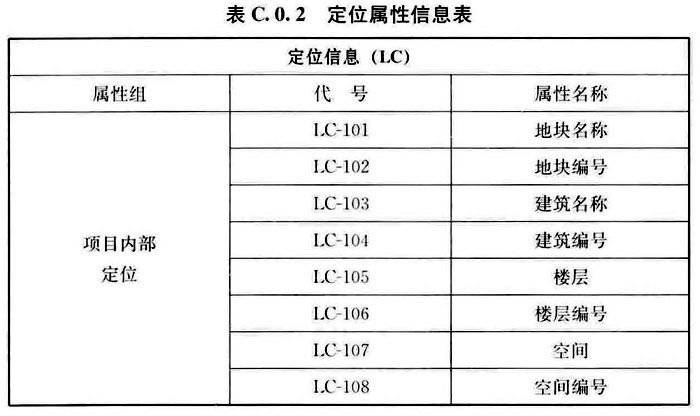 表 C.0.2 定位属性信息表
定位信息 (LC)
属性组 代 号 属性名称
LC-101 地块名称
LC-102 地块编号
LC-103 建筑名称
LC-104 建筑编号
项目内部
定位
LC-105 楼层
LC-106 楼层编号
LC-107 空间
LC-108 空间编号